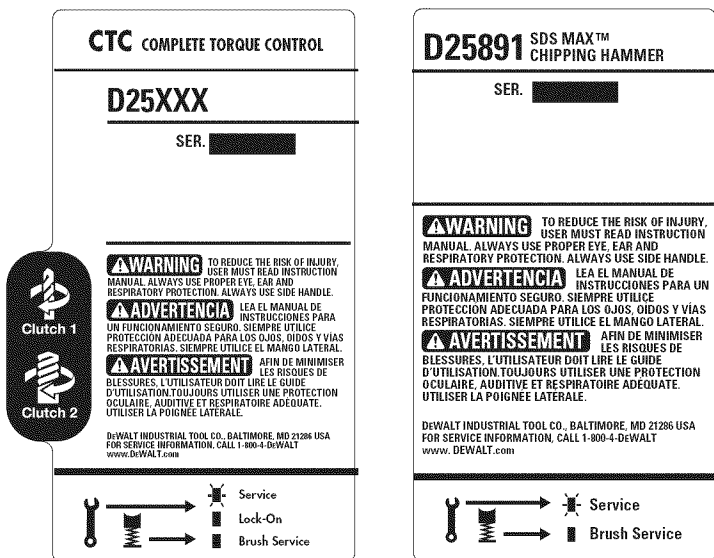 CTC COMPLETE TORQUE CONTROL
D25XXX
SER.
Clutch 1
Clutch 2
WARNING TO REDUCE THE RISK OF INJURY,
USER MUST READ INSTRUCTION
MANUAL. ALWAYS USE PROPER EYE, EAR AND
RESPIRATORY PROTECTION. ALWAYS USE SIDE HANDLE.
ADVERTENCIA LEA EL MANUAL DE
INSTRUCCIONES PARA
UN FUNCIONAMIENTO SEGURO. SIEMPRE UTILICE
PROTECCIÓN ADECUADA PARA LOS OJOS, OÍDOS Y VÍAS
RESPIRATORIAS. SIEMPRE UTILICE EL MANGO LATERAL.
AVERTISSEMENT AFIN DE MINIMISER
LES RISQUES DE
BLESSURES, L'UTILISATEUR DOIT LIRE LE GUIDE
D'UTILISATION.TOUJOURS UTILISER UNE PROTECTION
OCULAIRE, AUDITIVE ET RESPIRATOIRE ADÉQUATE.
UTILISER LA POIGNÉE LATÉRALE.
DEWALT INDUSTRIAL TOOL CO., BALTIMORE, MD 21286 USA
FOR SERVICE INFORMATION, CALL 1-800-4-DEWALT
www.DEWALT.com
Service
Lock-On
Brush Service
D25891 SDS MAX™
CHIPPING HAMMER
SER.
WARNING TO REDUCE THE RISK OF INJURY,
USER MUST READ INSTRUCTION
MANUAL. ALWAYS USE PROPER EYE, EAR AND
RESPIRATORY PROTECTION. ALWAYS USE SIDE HANDLE.
ADVERTENCIA LEA EL MANUAL DE
INSTRUCCIONES PARA UN
FUNCIONAMIENTO SEGURO. SIEMPRE UTILICE
PROTECCIÓN ADECUADA PARA LOS OJOS, OIDOS Y VÍAS
RESPIRATORIAS. SIEMPRE UTILICE EL MANGO LATERAL.
AVERTISSEMENT AFIN DE MINIMISER
LES RISQUES DE
BLESSURES, L'UTILISATEUR DOIT LIRE LE GUIDE
D'UTILISATION.TOUJOURS UTILISER UNE PROTECTION
OCULAIRE, AUDITIVE ET RESPIRATOIRE ADÉQUATE.
UTILISER LA POIGNÉE LATÉRALE.
DEWALT INDUSTRIAL TOOL CO., BALTIMORE, MD 21286 USA
FOR SERVICE INFORMATION, CALL 1-800-4-DEWALT
www. DEWALT.com
Service
Brush Service